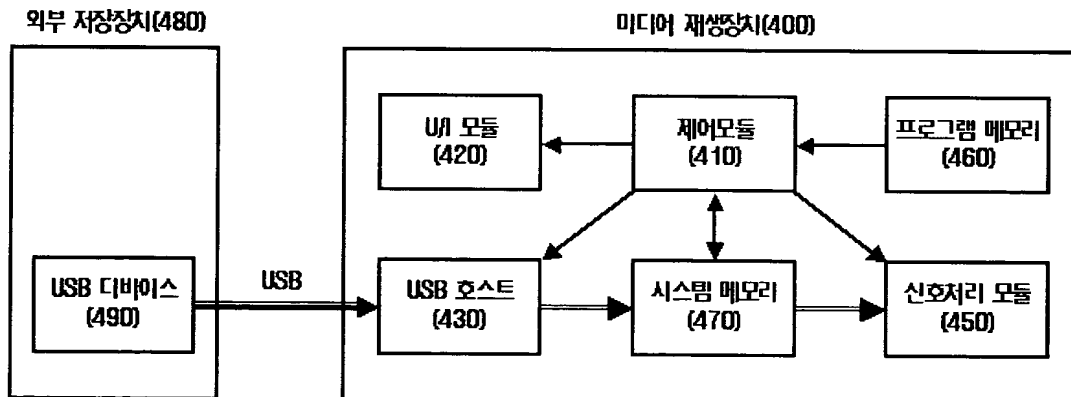 외부 저장장치(480)
미디어 재생장치(400)
U/I 모듈
(420)
제어모듈
(410)
프로그램 메모리
(460)
USB 디바이스
(490)
USB
USB 호스트
(430)
시스템 메모리
(470)
신호처리 모듈
(450)